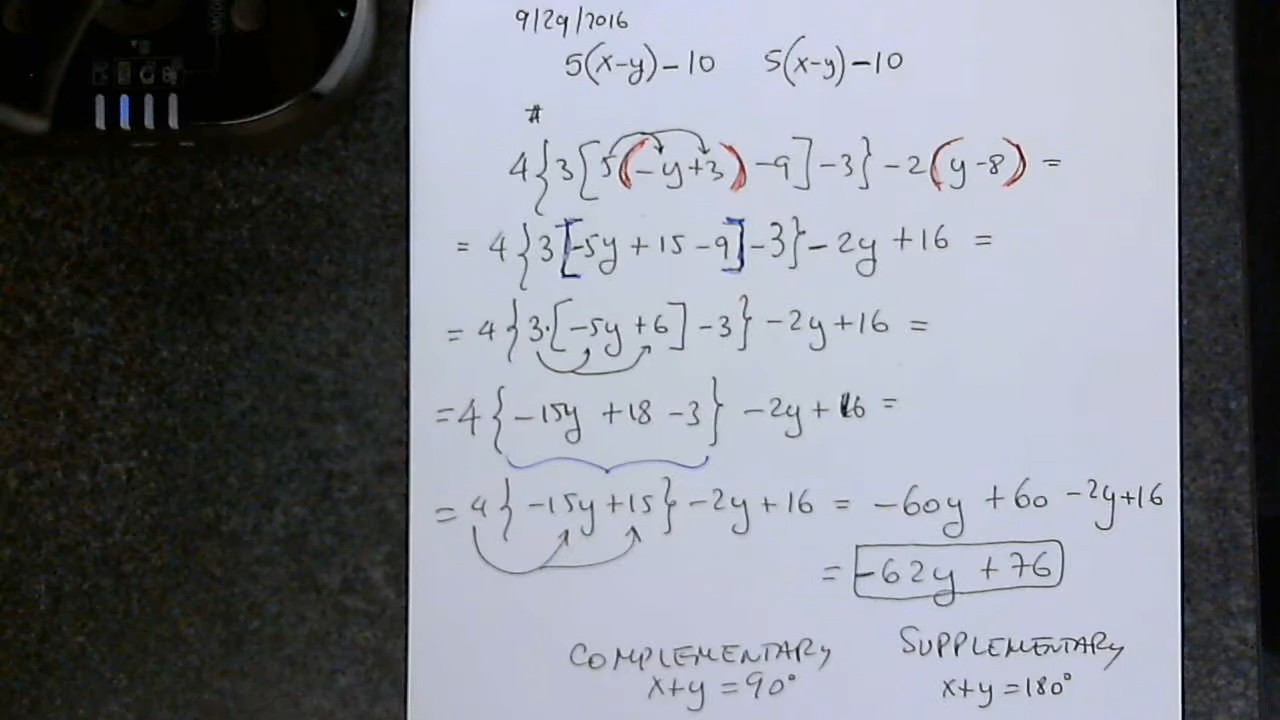 9/29/2016
5(x-y)-10 5(x-y)-10
#
4{3[5(-y+3)-9]-3}-2(y-8)=
= 4{3[-5y+15-9]-3}-2y+16 =
= 4{3·[-5y+6]-3}-2y+16 =
=4{-15y+18-3}-2y+16 =
= 4{-15y+15}-2y+16 = -60y+60-2y+16
= -62y+76
COMPLEMENTARY SUPPLEMENTARY
x+y=90° x+y=180°